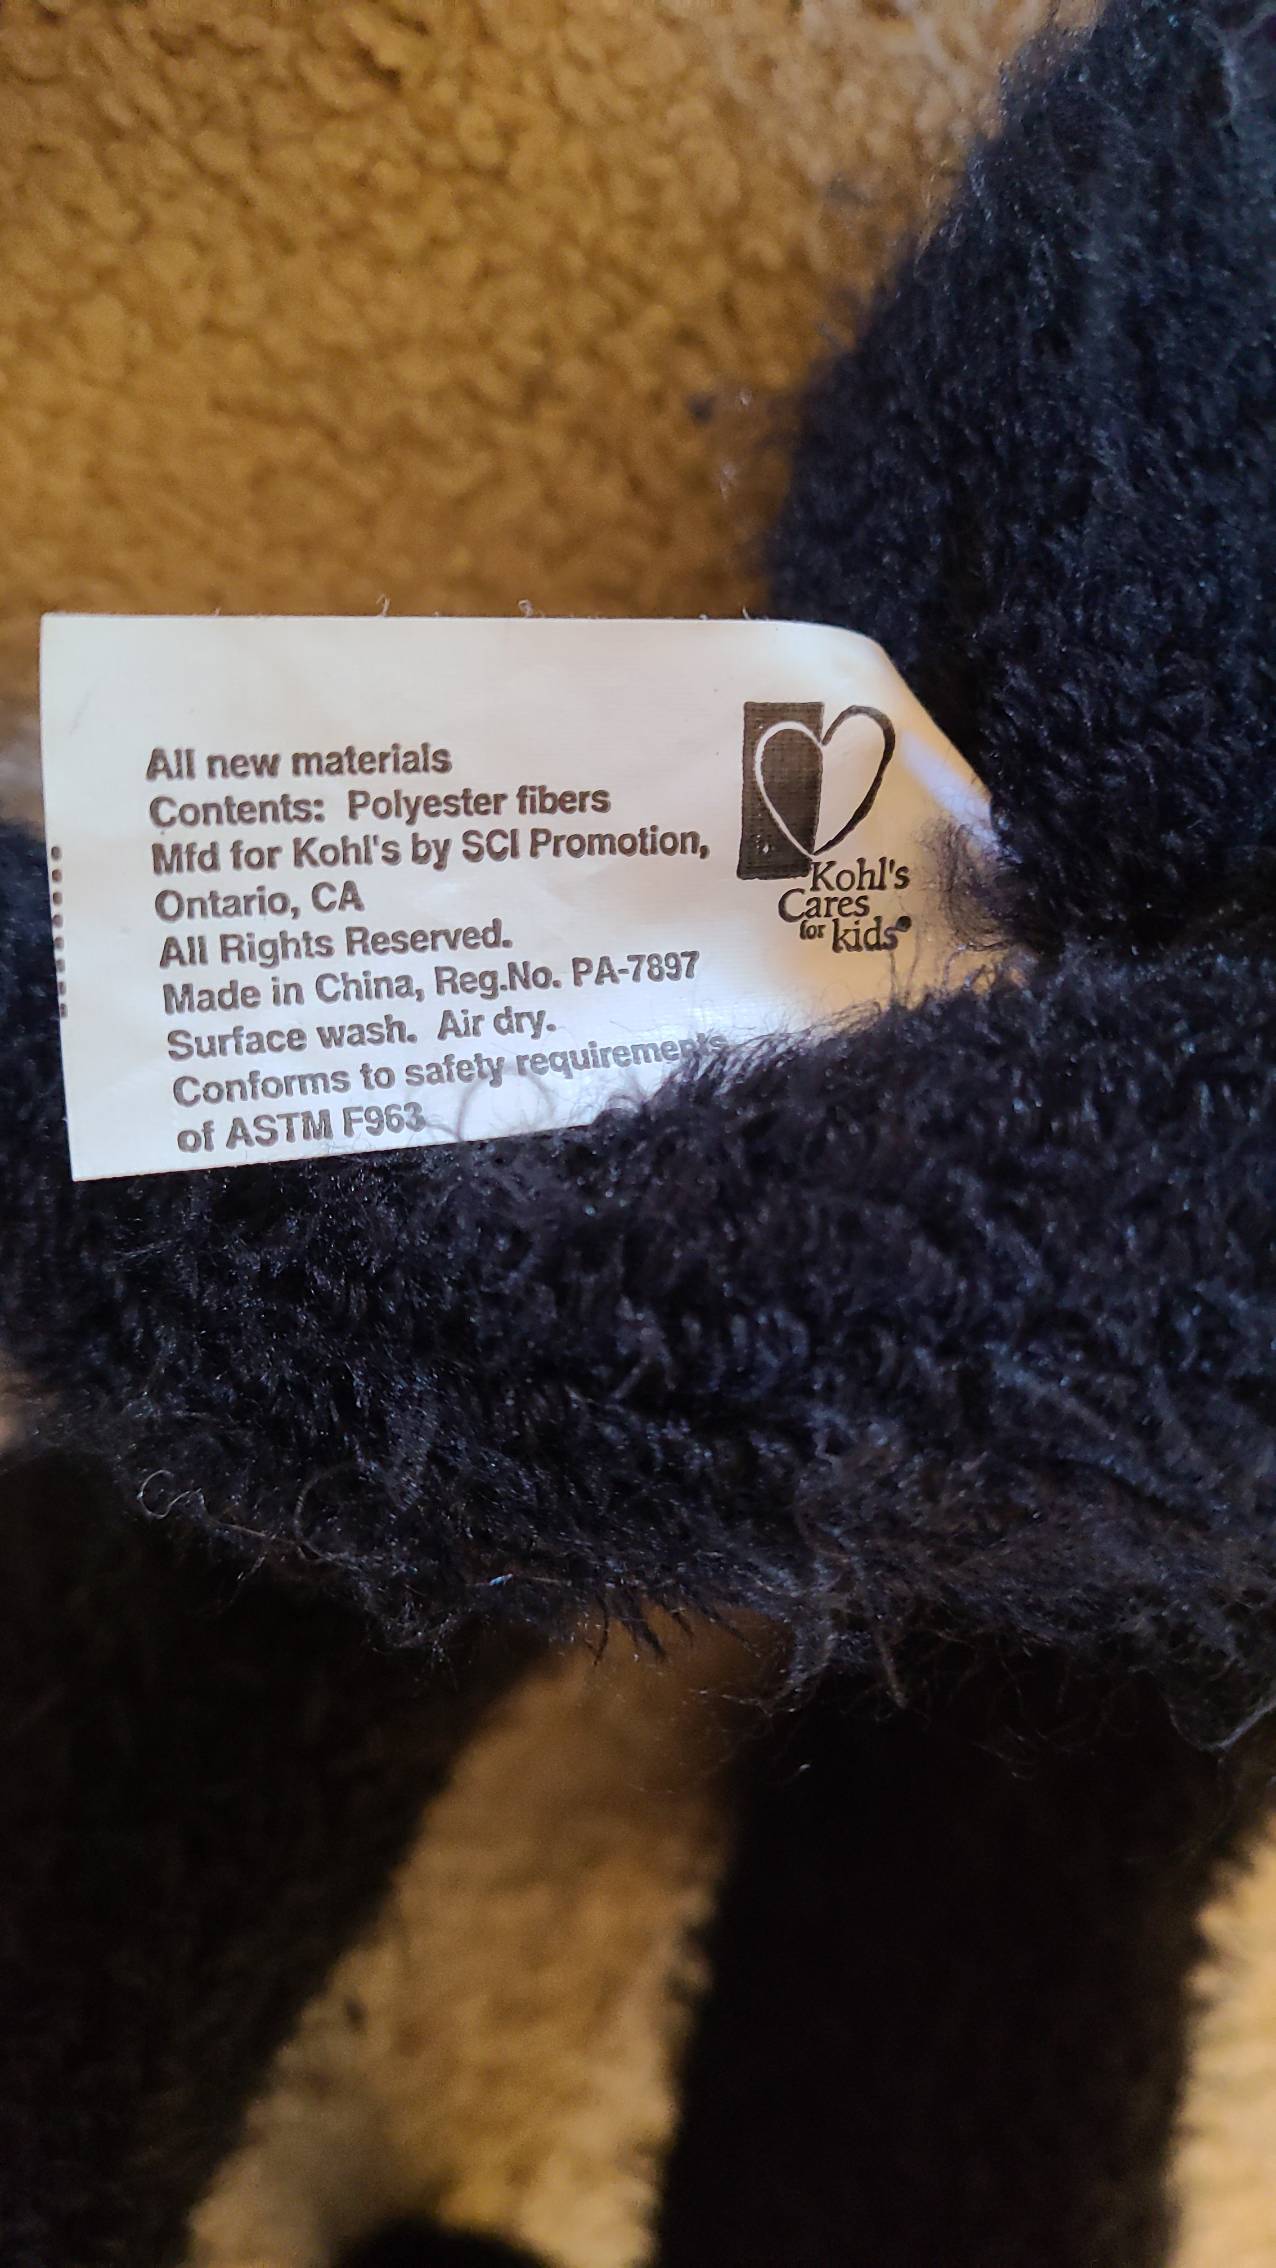 All new materials
Contents: Polyester fibers
Mfd for Kohl's by SCI Promotion,
Ontario, CA
All Rights Reserved.
Made in China, Reg.No. PA-7897
Surface wash. Air dry.
Conforms to safety requirements
of ASTM F963
Kohl's
Cares
for kids